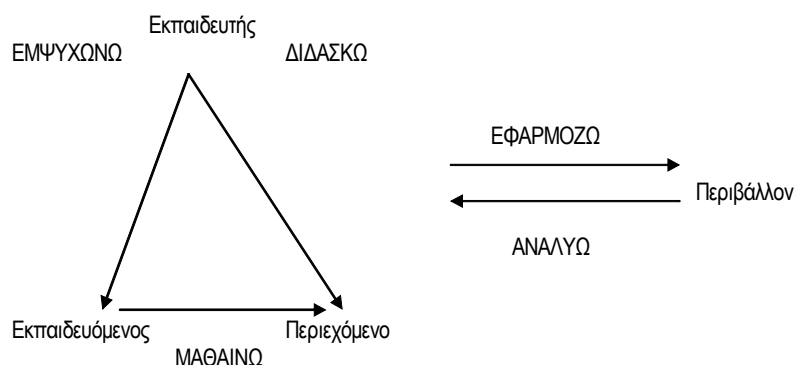 Εκπαιδευτής
ΕΜΨΥΧΩΝΩ
ΔΙΔΑΣΚΩ
ΕΦΑΡΜΟΖΩ
Περιβάλλον
ΑΝΑΛΥΩ
Εκπαιδευόμενος
Περιεχόμενο
ΜΑΘΑΙΝΩ